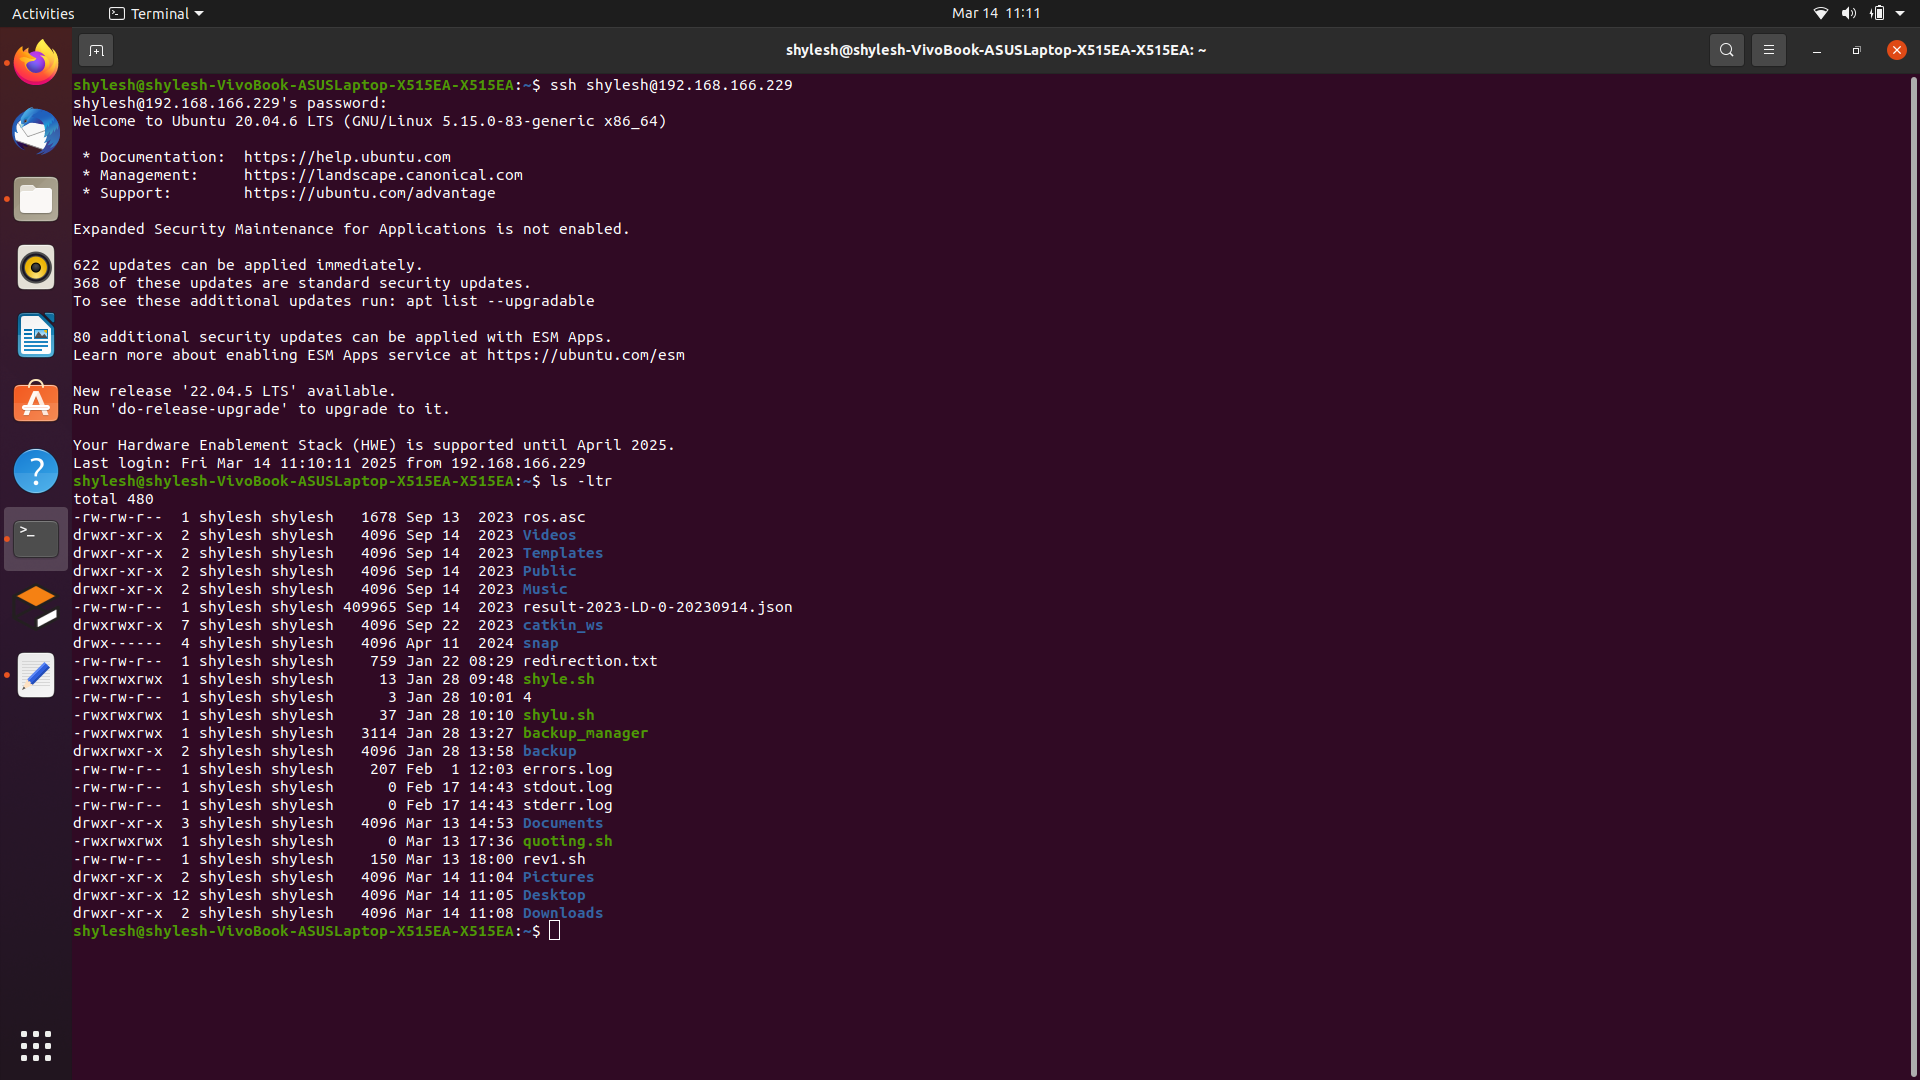 Activities
Terminal
Mar 14 11:11
shylesh@shylesh-VivoBook-ASUSLaptop-X515EA-X515EA: ~
shylesh@shylesh-VivoBook-ASUSLaptop-X515EA-X515EA:~$ ssh shylesh@192.168.166.229
shylesh@192.168.166.229's password:
Welcome to Ubuntu 20.04.6 LTS (GNU/Linux 5.15.0-83-generic x86_64)

 * Documentation:  https://help.ubuntu.com
 * Management:     https://landscape.canonical.com
 * Support:        https://ubuntu.com/advantage

Expanded Security Maintenance for Applications is not enabled.

622 updates can be applied immediately.
368 of these updates are standard security updates.
To see these additional updates run: apt list --upgradable

80 additional security updates can be applied with ESM Apps.
Learn more about enabling ESM Apps service at https://ubuntu.com/esm

New release '22.04.5 LTS' available.
Run 'do-release-upgrade' to upgrade to it.

Your Hardware Enablement Stack (HWE) is supported until April 2025.
Last login: Fri Mar 14 11:10:11 2025 from 192.168.166.229
shylesh@shylesh-VivoBook-ASUSLaptop-X515EA-X515EA:~$ ls -ltr
total 480
-rw-rw-r--  1 shylesh shylesh   1678 Sep 13  2023 ros.asc
drwxr-xr-x  2 shylesh shylesh   4096 Sep 14  2023 Videos
drwxr-xr-x  2 shylesh shylesh   4096 Sep 14  2023 Templates
drwxr-xr-x  2 shylesh shylesh   4096 Sep 14  2023 Public
drwxr-xr-x  2 shylesh shylesh   4096 Sep 14  2023 Music
-rw-rw-r--  1 shylesh shylesh 409965 Sep 14  2023 result-2023-LD-0-20230914.json
drwxrwxr-x  7 shylesh shylesh   4096 Sep 22  2023 catkin_ws
drwx------  4 shylesh shylesh   4096 Apr 11  2024 snap
-rw-rw-r--  1 shylesh shylesh    759 Jan 22 08:29 redirection.txt
-rwxrwxrwx  1 shylesh shylesh     13 Jan 28 09:48 shyle.sh
-rw-rw-r--  1 shylesh shylesh      3 Jan 28 10:01 4
-rwxrwxrwx  1 shylesh shylesh     37 Jan 28 10:10 shylu.sh
-rwxrwxrwx  1 shylesh shylesh   3114 Jan 28 13:27 backup_manager
drwxrwxr-x  2 shylesh shylesh   4096 Jan 28 13:58 backup
-rw-rw-r--  1 shylesh shylesh    207 Feb  1 12:03 errors.log
-rw-rw-r--  1 shylesh shylesh      0 Feb 17 14:43 stdout.log
-rw-rw-r--  1 shylesh shylesh      0 Feb 17 14:43 stderr.log
drwxr-xr-x  3 shylesh shylesh   4096 Mar 13 14:53 Documents
-rwxrwxrwx  1 shylesh shylesh      0 Mar 13 17:36 quoting.sh
-rw-rw-r--  1 shylesh shylesh    150 Mar 13 18:00 rev1.sh
drwxr-xr-x  2 shylesh shylesh   4096 Mar 14 11:04 Pictures
drwxr-xr-x 12 shylesh shylesh   4096 Mar 14 11:05 Desktop
drwxr-xr-x  2 shylesh shylesh   4096 Mar 14 11:08 Downloads
shylesh@shylesh-VivoBook-ASUSLaptop-X515EA-X515EA:~$